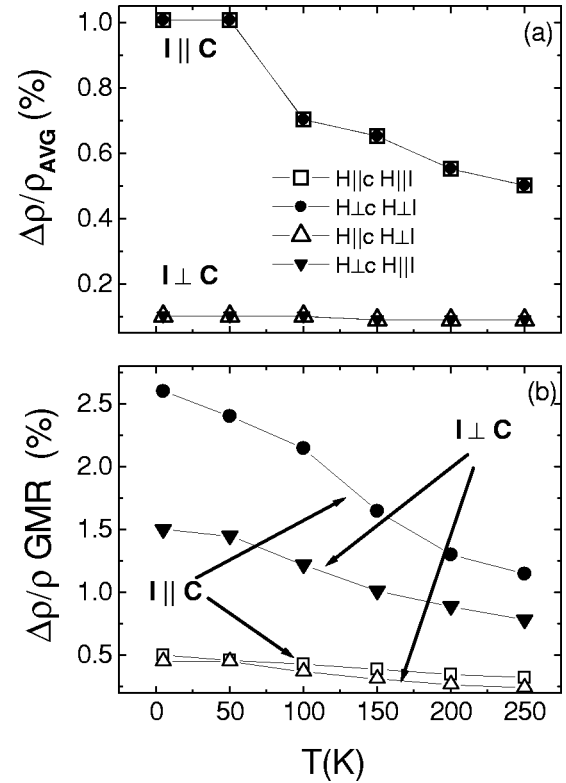 (a)
1.0
0.8
0.6
0.4
0.2
Δρ/ρAVG (%)
I || C
H||c H||I
H⊥c H⊥I
H||c H⊥I
H⊥c H||I
I ⊥ C
(b)
2.5
2.0
1.5
1.0
0.5
Δρ/ρ GMR (%)
I ⊥ C
I || C
0 50 100 150 200 250
T(K)